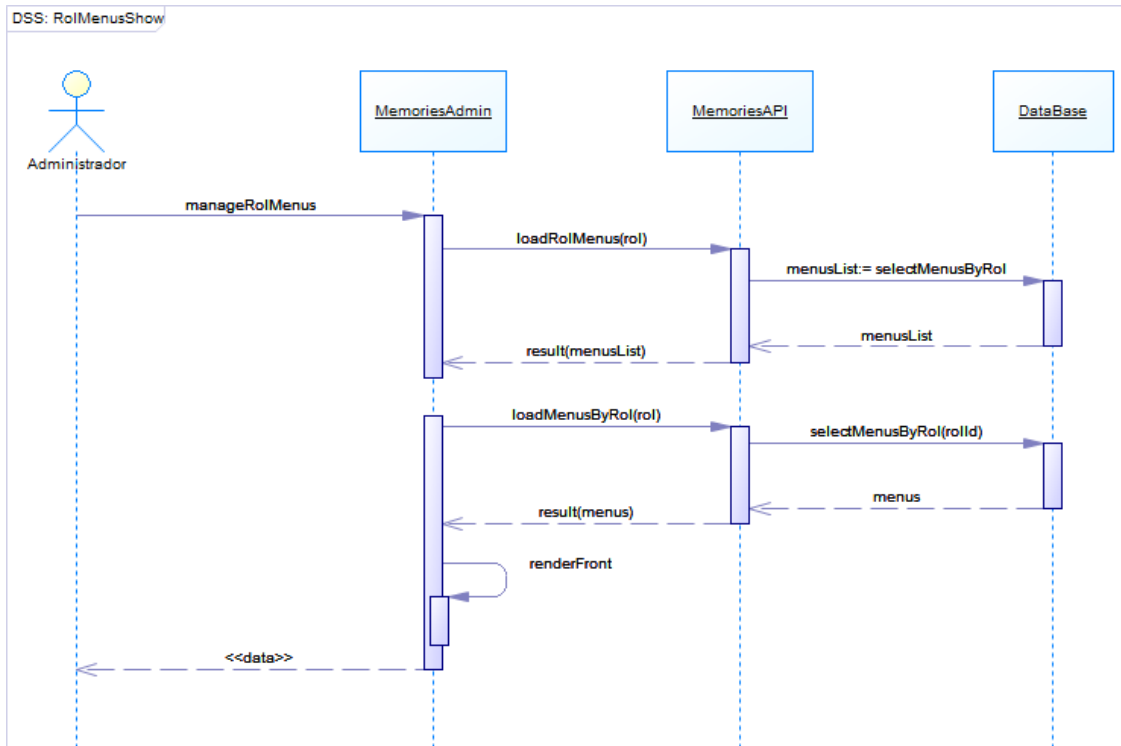 DSS: RolMenusShow
MemoriesAdmin
MemoriesAPI
DataBase
Administrador
manageRolMenus
loadRolMenus(rol)
menusList:= selectMenusByRol
menusList
result(menusList)
loadMenusByRol(rol)
selectMenusByRol(rolId)
menus
result(menus)
renderFront
<<data>>